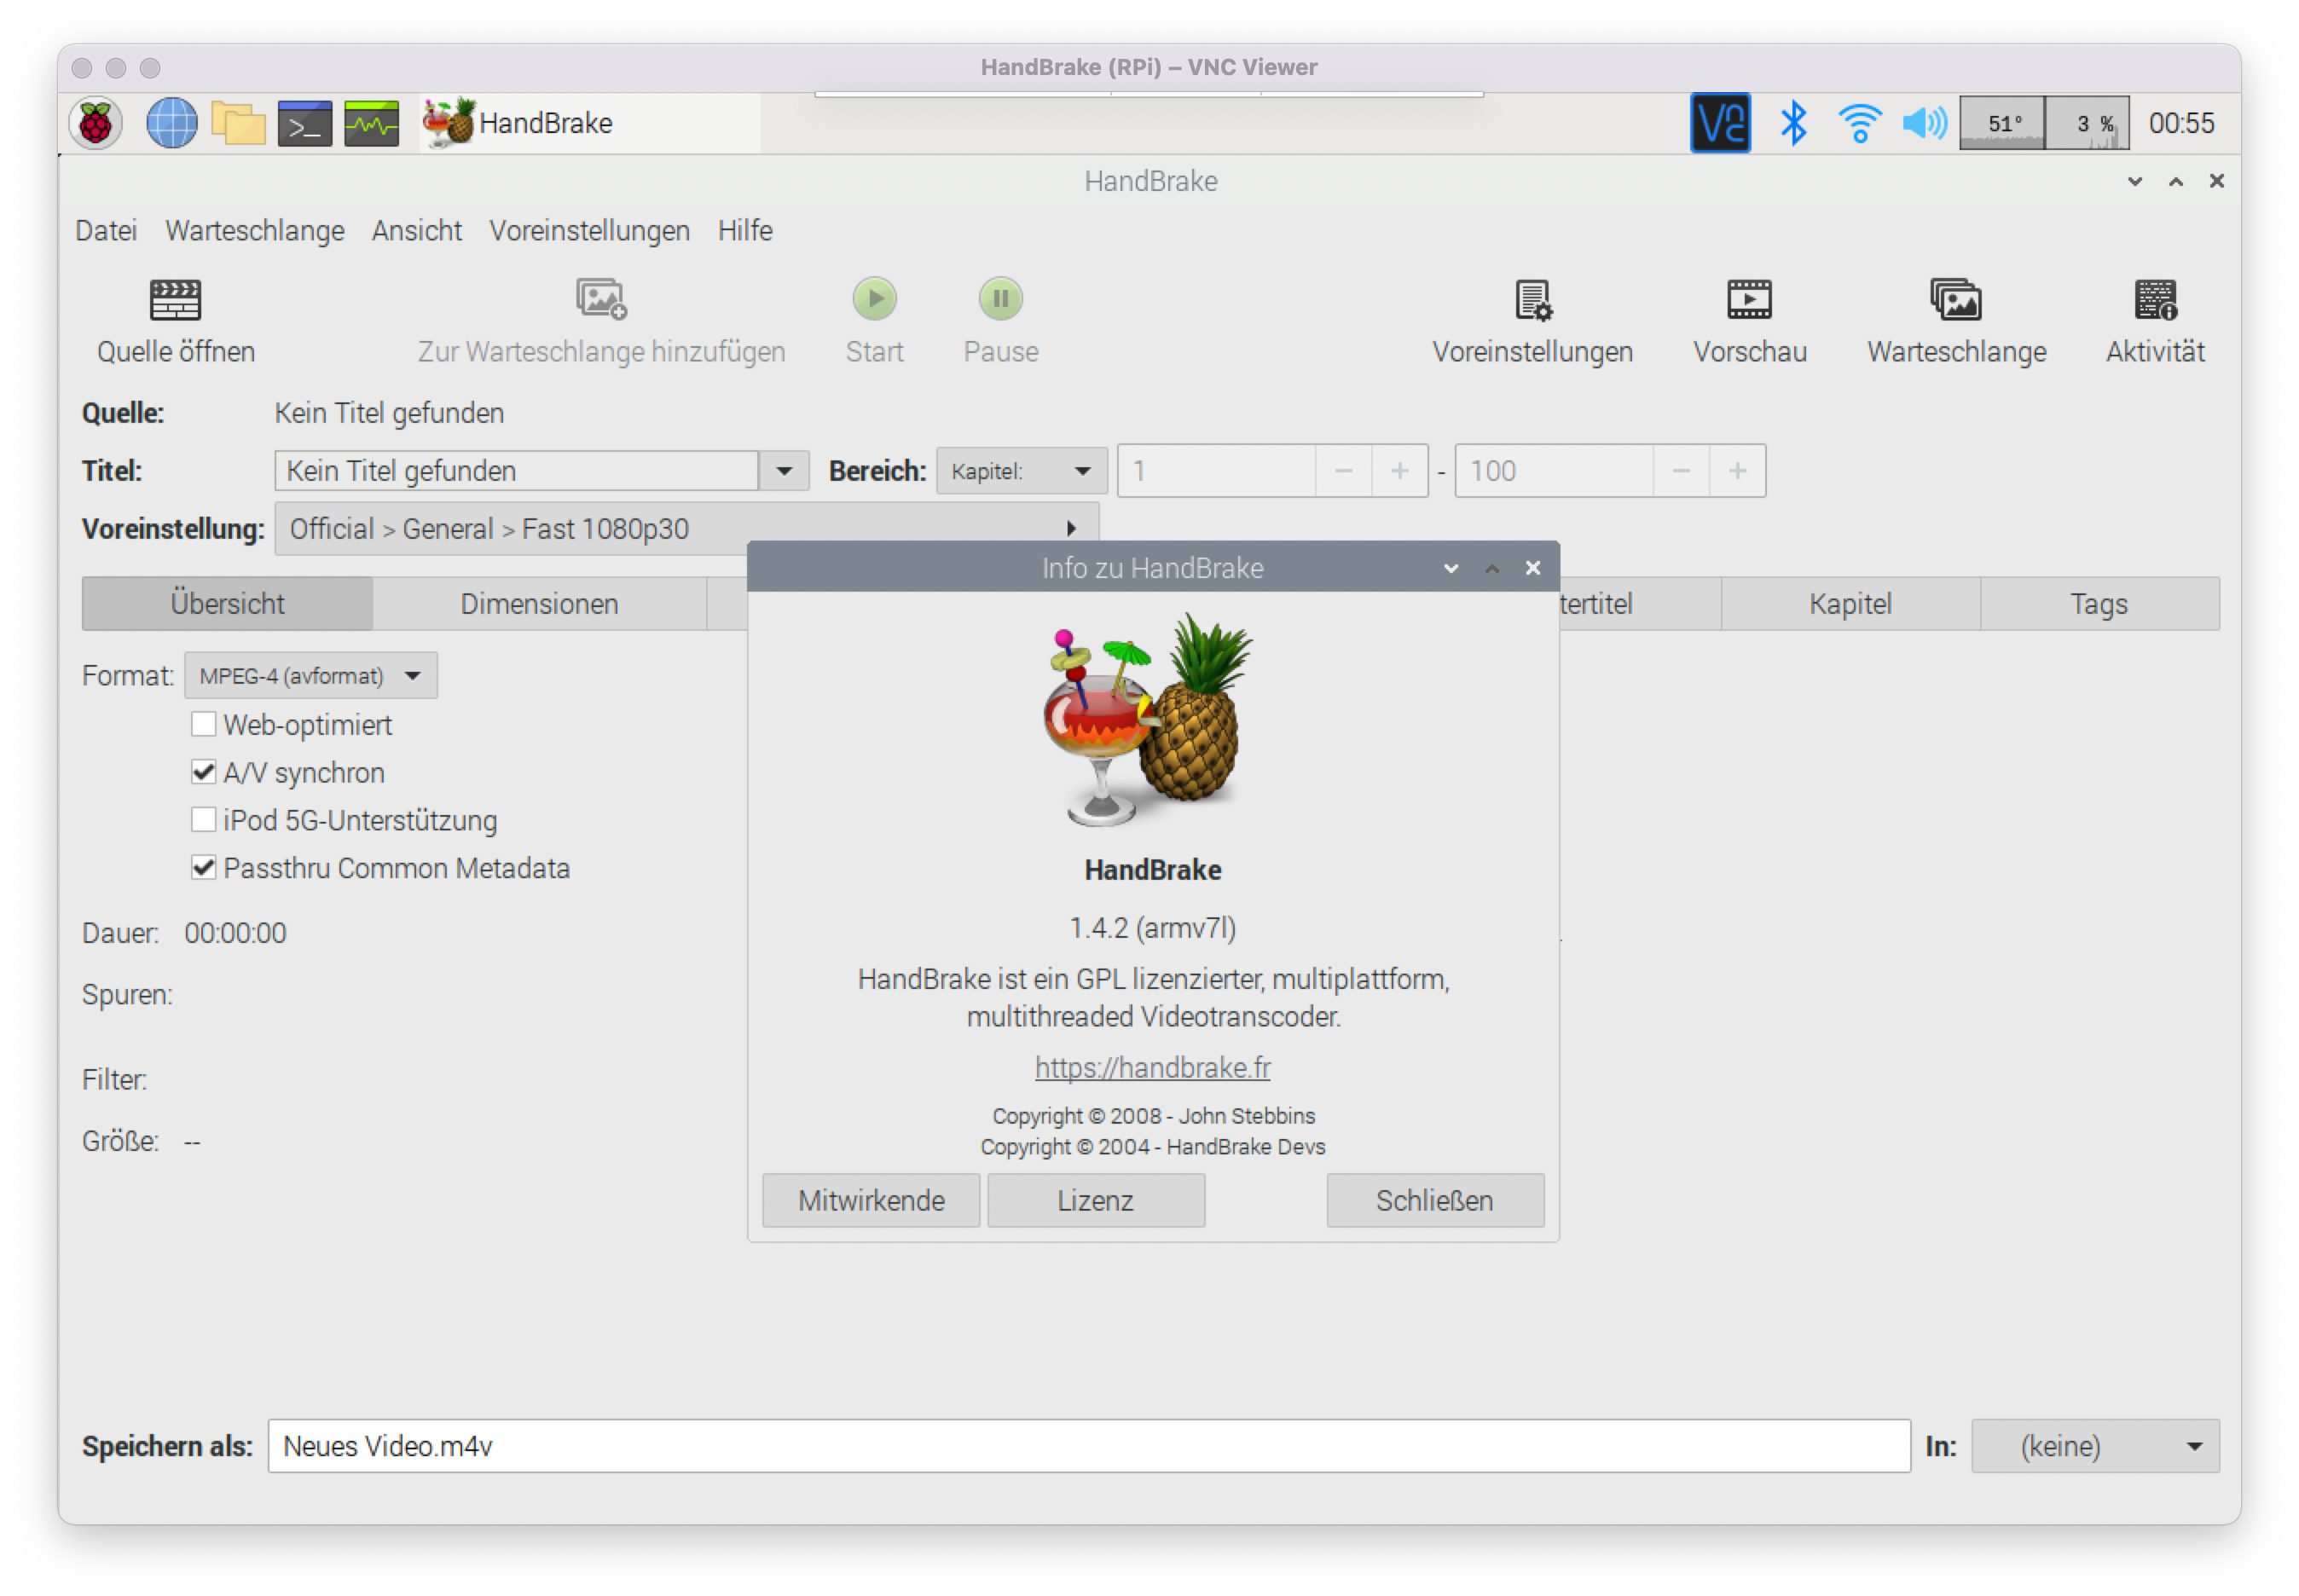 HandBrake (RPi) – VNC Viewer
HandBrake
51° 3 % 00:55
HandBrake
Datei Warteschlange Ansicht Voreinstellungen Hilfe
Quelle öffnen Zur Warteschlange hinzufügen Start Pause Voreinstellungen Vorschau Warteschlange Aktivität
Quelle: Kein Titel gefunden
Titel: Kein Titel gefunden Bereich: Kapitel: 1 - 100
Voreinstellung: Official > General > Fast 1080p30
Übersicht Dimensionen tertitel Kapitel Tags
Format: MPEG-4 (avformat)
Web-optimiert
A/V synchron
iPod 5G-Unterstützung
Passthru Common Metadata
Dauer: 00:00:00
Spuren:
Filter:
Größe: --
Info zu HandBrake
HandBrake
1.4.2 (armv7l)
HandBrake ist ein GPL lizenzierter, multiplattform,
multithreaded Videotranscoder.
https://handbrake.fr
Copyright © 2008 - John Stebbins
Copyright © 2004 - HandBrake Devs
Mitwirkende Lizenz Schließen
Speichern als: Neues Video.m4v In: (keine)